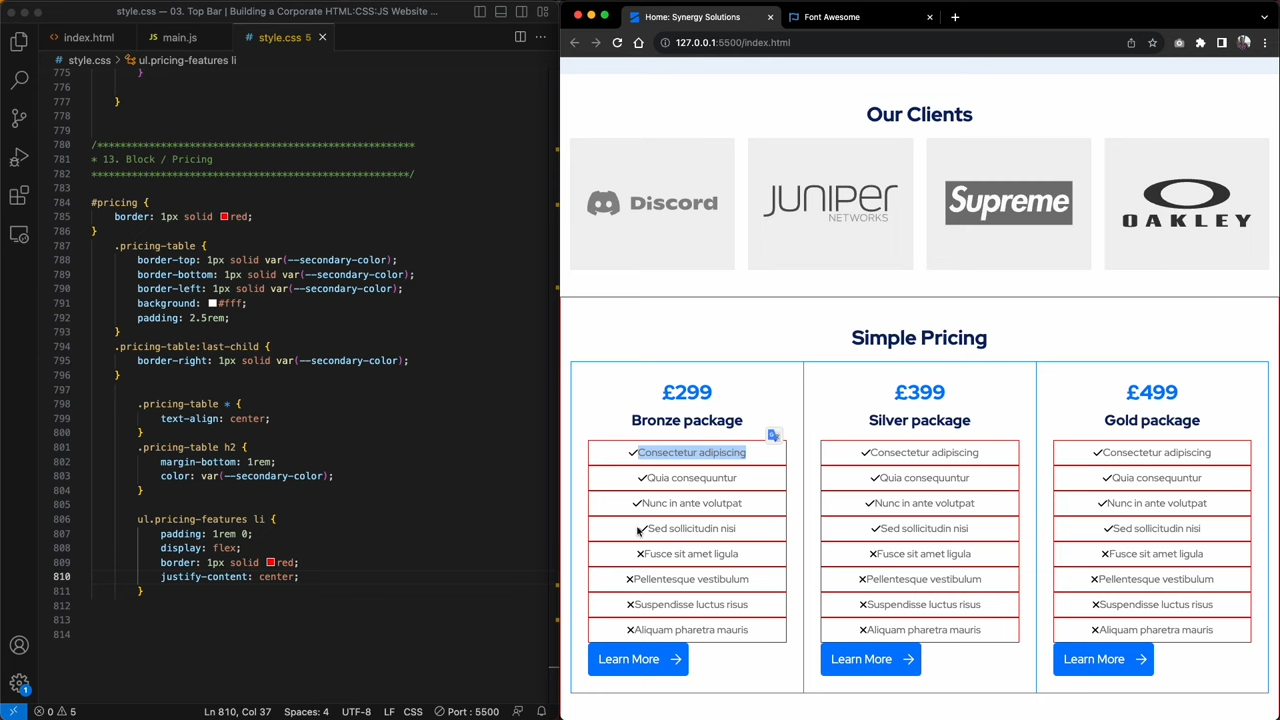 style.css — 03. Top Bar | Building a Corporate HTML:CSS:JS Website ...
index.html
JS main.js
# style.css 5
# style.css > ul.pricing-features li
775 }
776
777 }
778
779
780 /*******************************************************
781 * 13. Block / Pricing
782 *******************************************************/
783
784 #pricing {
785 border: 1px solid red;
786 }
787 .pricing-table {
788 border-top: 1px solid var(--secondary-color);
789 border-bottom: 1px solid var(--secondary-color);
790 border-left: 1px solid var(--secondary-color);
791 background: #fff;
792 padding: 2.5rem;
793 }
794 .pricing-table:last-child {
795 border-right: 1px solid var(--secondary-color);
796 }
797
798 .pricing-table * {
799 text-align: center;
800 }
801 .pricing-table h2 {
802 margin-bottom: 1rem;
803 color: var(--secondary-color);
804 }
805
806 ul.pricing-features li {
807 padding: 1rem 0;
808 display: flex;
809 border: 1px solid red;
810 justify-content: center;
811 }
812
813
814
1
0 5
Ln 810, Col 37
Spaces: 4
UTF-8
LF
CSS
Port : 5500
Home: Synergy Solutions
Font Awesome
127.0.0.1:5500/index.html
Our Clients
Discord
JUNIPER
NETWORKS
Supreme
OAKLEY
Simple Pricing
£299
Bronze package
Consectetur adipiscing
Quia consequuntur
Nunc in ante volutpat
Sed sollicitudin nisi
Fusce sit amet ligula
Pellentesque vestibulum
Suspendisse luctus risus
Aliquam pharetra mauris
Learn More
£399
Silver package
Consectetur adipiscing
Quia consequuntur
Nunc in ante volutpat
Sed sollicitudin nisi
Fusce sit amet ligula
Pellentesque vestibulum
Suspendisse luctus risus
Aliquam pharetra mauris
Learn More
£499
Gold package
Consectetur adipiscing
Quia consequuntur
Nunc in ante volutpat
Sed sollicitudin nisi
Fusce sit amet ligula
Pellentesque vestibulum
Suspendisse luctus risus
Aliquam pharetra mauris
Learn More